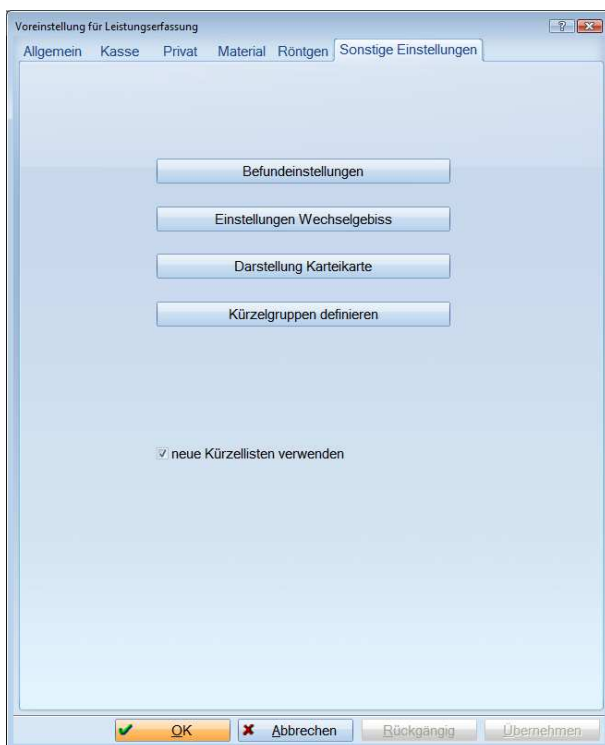 Voreinstellung für Leistungserfassung
?
Allgemein Kasse Privat Material Röntgen Sonstige Einstellungen
Befundeinstellungen
Einstellungen Wechselgebiss
Darstellung Karteikarte
Kürzelgruppen definieren
neue Kürzellisten verwenden
OK Abbrechen Rückgängig Übernehmen